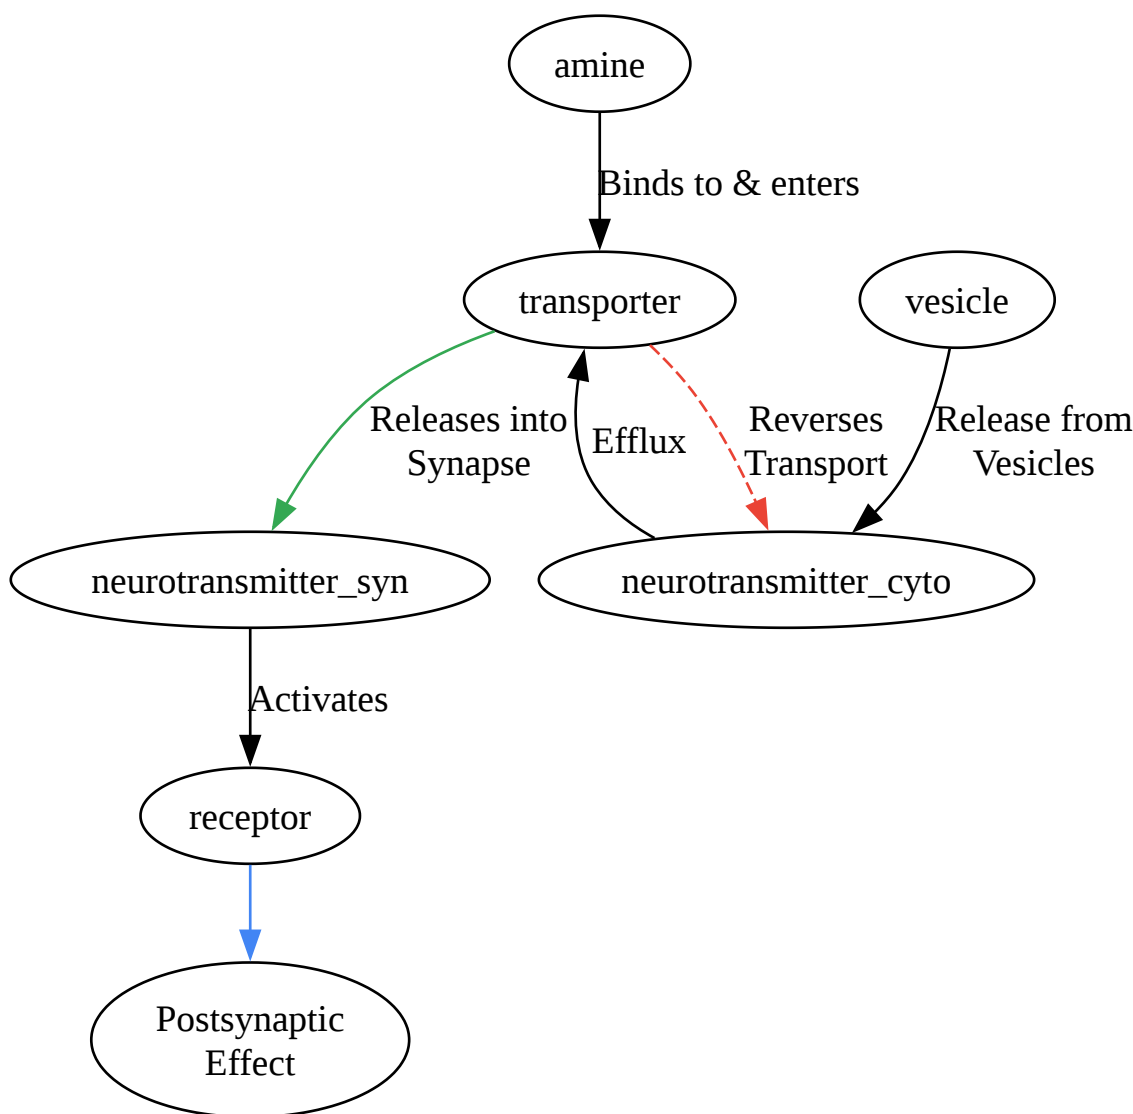 amine
Binds to & enters
transporter
vesicle
Releases into
Synapse
Efflux
Reverses
Transport
Release from
Vesicles
neurotransmitter_syn
neurotransmitter_cyto
Activates
receptor
Postsynaptic
Effect